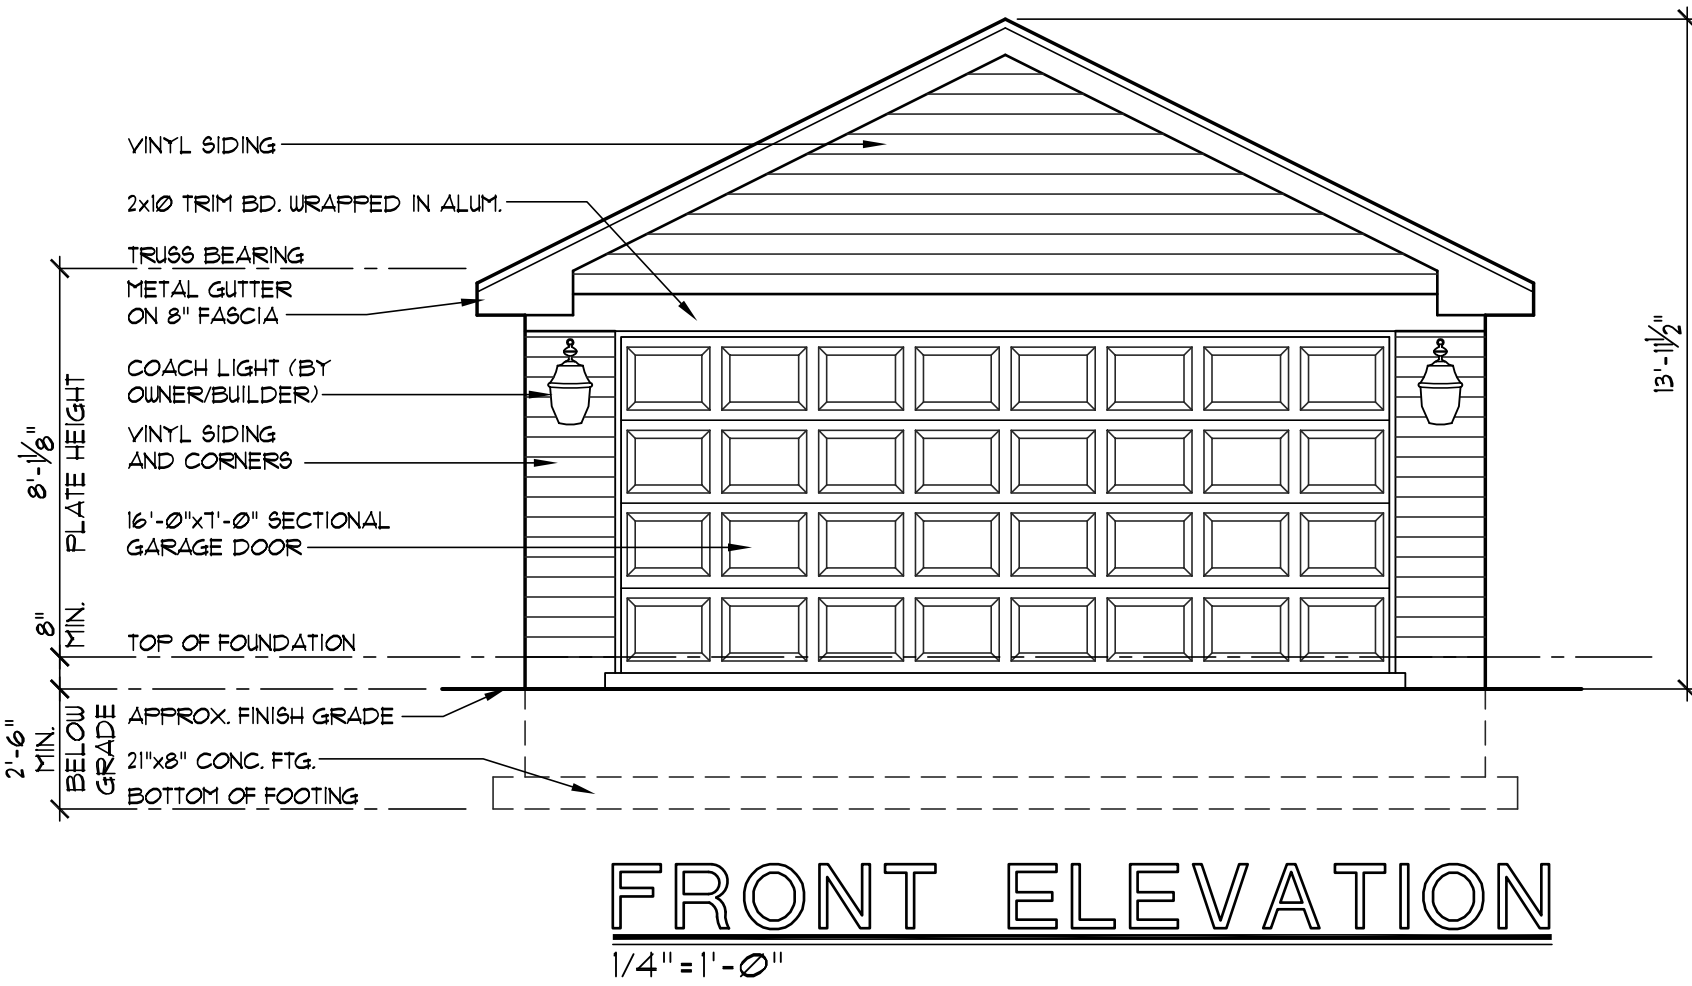 VINYL SIDING
2x10 TRIM BD. WRAPPED IN ALUM.
TRUSS BEARING
METAL GUTTER
ON 8" FASCIA
COACH LIGHT (BY
OWNER/BUILDER)
VINYL SIDING
AND CORNERS
16'-0"x7'-0" SECTIONAL
GARAGE DOOR
TOP OF FOUNDATION
APPROX. FINISH GRADE
21"x8" CONC. FTG.
BOTTOM OF FOOTING
8'-1 1/8"
PLATE HEIGHT
8"
MIN.
2'-6"
MIN.
BELOW
GRADE
13'-11 1/2"
FRONT ELEVATION
1/4"=1'-0"